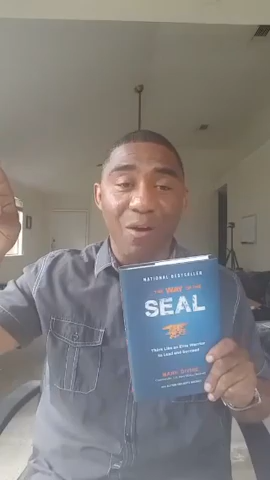 NATIONAL BESTSELLER
THE WAY OF THE
SEAL
Think Like an Elite Warrior
to Lead and Succeed
MARK DIVINE